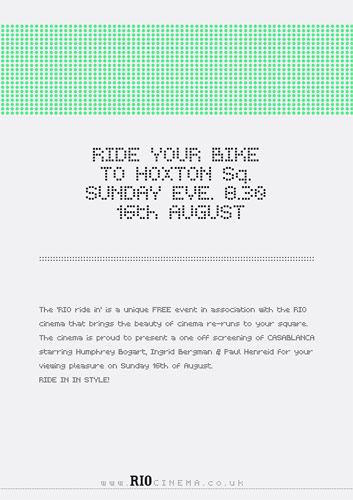 RIDE YOUR BIKE
TO HOXTON Sq.
SUNDAY EVE. 8.30
16th AUGUST
The 'RIO ride in' is a unique FREE event in association with the RIO
cinema that brings the beauty of cinema re-runs to your square.
The cinema is proud to present a one off screening of CASABLANCA
starring Humphrey Bogart, Ingrid Bergman & Paul Henreid for your
viewing pleasure on Sunday 16th of August.
RIDE IN IN STYLE!
www.RIOCINEMA.co.uk